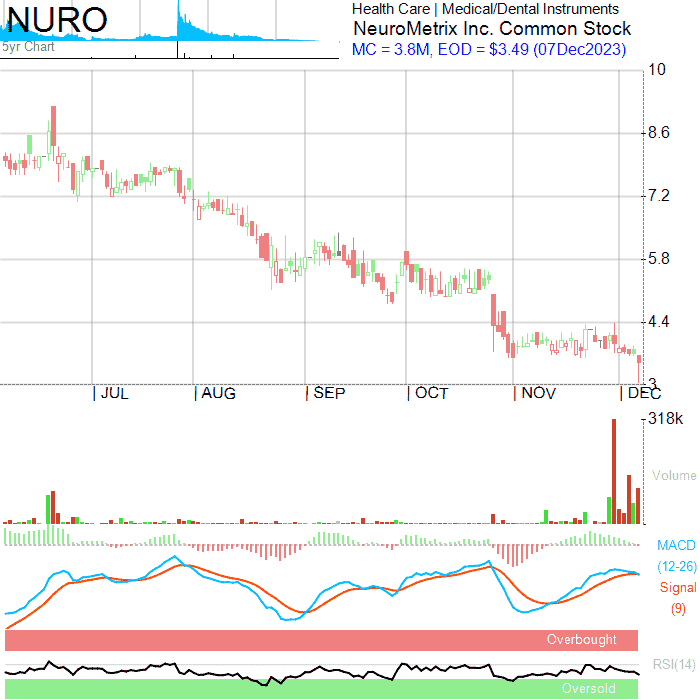 NURO
5yr Chart
Health Care | Medical/Dental Instruments
NeuroMetrix Inc. Common Stock
MC = 3.8M, EOD = $3.49 (07Dec2023)
10
8.6
7.2
5.8
4.4
3
JUL AUG SEP OCT NOV DEC
318k
Volume
MACD
(12-26)
Signal
(9)
Overbought
RSI(14)
Oversold